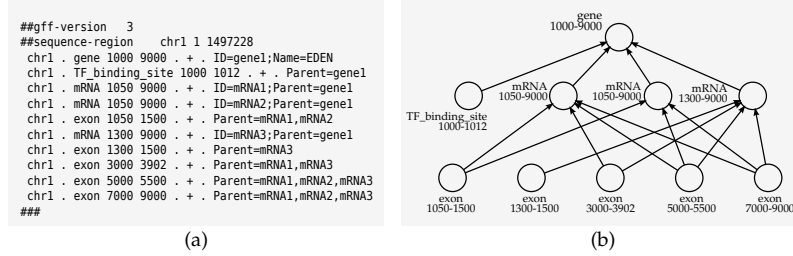 ##gff-version 3
##sequence-region chr1 1 1497228
chr1 . gene 1000 9000 . + . ID=gene1;Name=EDEN
chr1 . TF_binding_site 1000 1012 . + . Parent=gene1
chr1 . mRNA 1050 9000 . + . ID=mRNA1;Parent=gene1
chr1 . mRNA 1050 9000 . + . ID=mRNA2;Parent=gene1
chr1 . exon 1050 1500 . + . Parent=mRNA1,mRNA2
chr1 . mRNA 1300 9000 . + . ID=mRNA3;Parent=gene1
chr1 . exon 1300 1500 . + . Parent=mRNA3
chr1 . exon 3000 3902 . + . Parent=mRNA1,mRNA3
chr1 . exon 5000 5500 . + . Parent=mRNA1,mRNA2,mRNA3
chr1 . exon 7000 9000 . + . Parent=mRNA1,mRNA2,mRNA3
###
(a)
gene
1000-9000
TF_binding_site
1000-1012
mRNA
1050-9000
mRNA
1050-9000
mRNA
1300-9000
exon
1050-1500
exon
1300-1500
exon
3000-3902
exon
5000-5500
exon
7000-9000
(b)